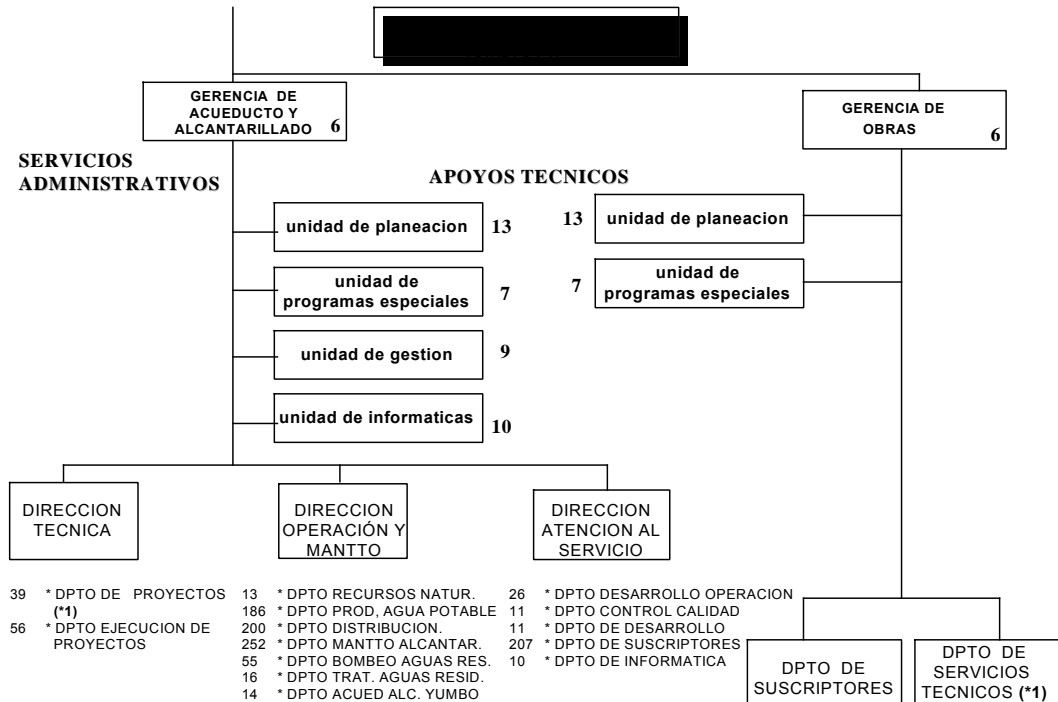 GERENCIA DE
ACUEDUCTO Y
ALCANTARILLADO 6
GERENCIA DE
OBRAS 6
SERVICIOS
ADMINISTRATIVOS
APOYOS TECNICOS
unidad de planeacion 13
13 unidad de planeacion
unidad de
programas especiales 7
7 unidad de
programas especiales
unidad de gestion 9
unidad de informaticas 10
DIRECCION
TECNICA
DIRECCION
OPERACIÓN Y
MANTTO
DIRECCION
ATENCION AL
SERVICIO
39 * DPTO DE PROYECTOS
(*1)
56 * DPTO EJECUCION DE
PROYECTOS
13 * DPTO RECURSOS NATUR.
186 * DPTO PROD, AGUA POTABLE
200 * DPTO DISTRIBUCION.
252 * DPTO MANTTO ALCANTAR.
55 * DPTO BOMBEO AGUAS RES.
16 * DPTO TRAT. AGUAS RESID.
14 * DPTO ACUED ALC. YUMBO
26 * DPTO DESARROLLO OPERACION
11 * DPTO CONTROL CALIDAD
11 * DPTO DE DESARROLLO
207 * DPTO DE SUSCRIPTORES
10 * DPTO DE INFORMATICA
DPTO DE
SUSCRIPTORES
DPTO DE
SERVICIOS
TECNICOS (*1)